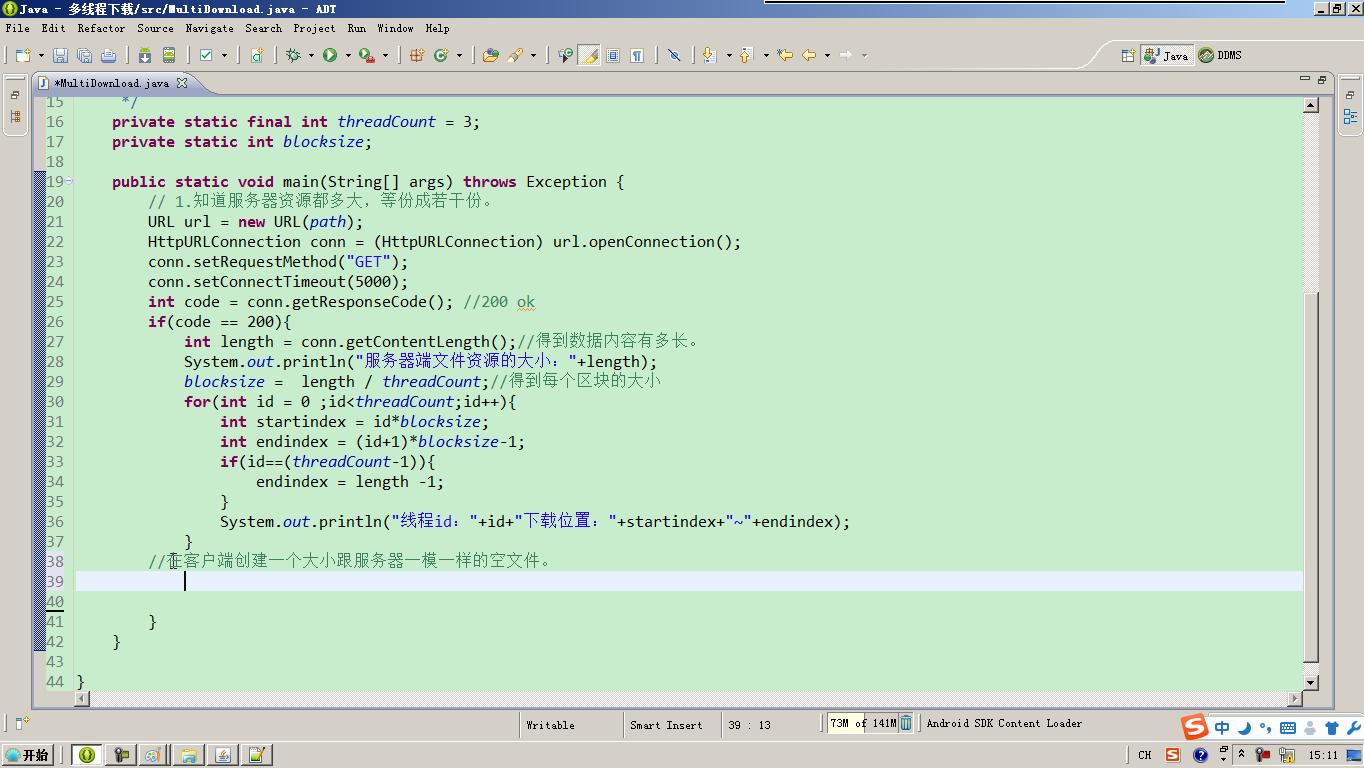 Java - 多线程下载/src/MultiDownload.java - ADT
File Edit Refactor Source Navigate Search Project Run Window Help
Java DDMS
*MultiDownload.java
15 */
16 private static final int threadCount = 3;
17 private static int blocksize;
18
19 public static void main(String[] args) throws Exception {
20 // 1.知道服务器资源都多大，等份成若干份。
21 URL url = new URL(path);
22 HttpURLConnection conn = (HttpURLConnection) url.openConnection();
23 conn.setRequestMethod("GET");
24 conn.setConnectTimeout(5000);
25 int code = conn.getResponseCode(); //200 ok
26 if(code == 200){
27 int length = conn.getContentLength();//得到数据内容有多长。
28 System.out.println("服务器端文件资源的大小："+length);
29 blocksize = length / threadCount;//得到每个区块的大小
30 for(int id = 0 ;id<threadCount;id++){
31 int startindex = id*blocksize;
32 int endindex = (id+1)*blocksize-1;
33 if(id==(threadCount-1)){
34 endindex = length -1;
35 }
36 System.out.println("线程id："+id+"下载位置："+startindex+"~"+endindex);
37 }
38 //在客户端创建一个大小跟服务器一模一样的空文件。
39
40
41 }
42 }
43
44 }
Writable Smart Insert 39 : 13 73M of 141M Android SDK Content Loader
中
开始 CH 15:11